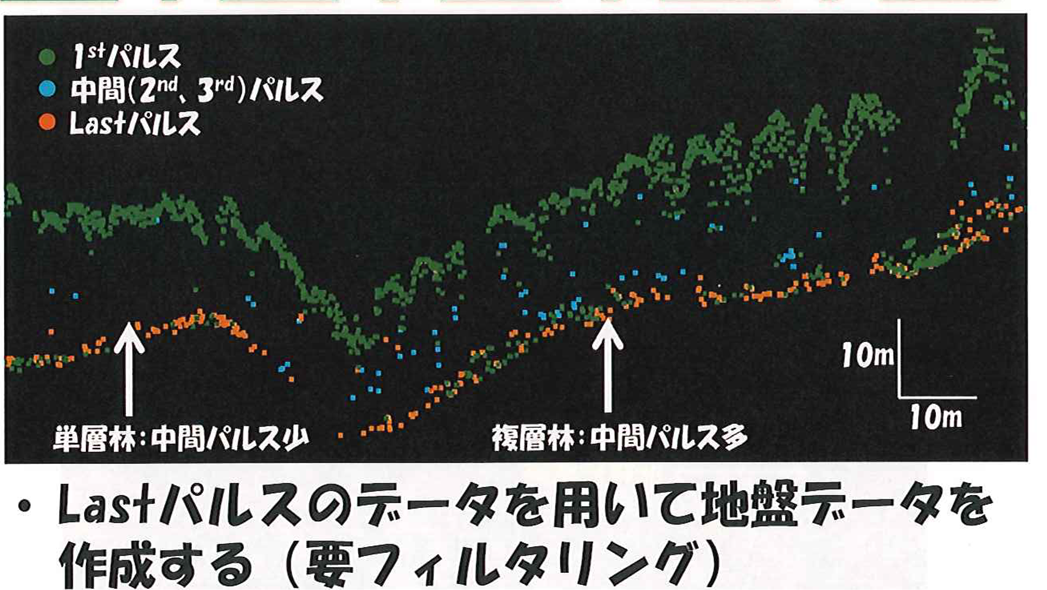 1stパルス
中間(2nd、3rd)パルス
Lastパルス
10m
10m
単層林:中間パルス少
複層林:中間パルス多
・Lastパルスのデータを用いて地盤データを
作成する(要フィルタリング)